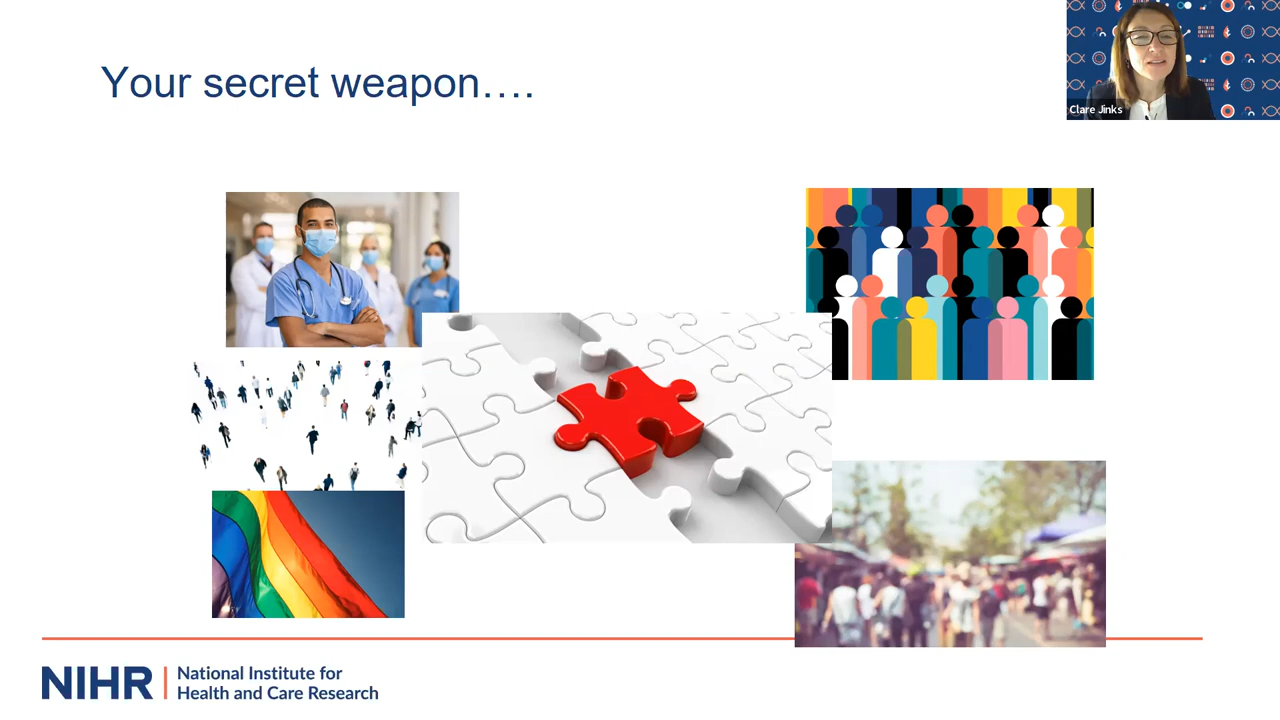 Your secret weapon….
Clare Jinks
NIHR
National Institute for
Health and Care Research